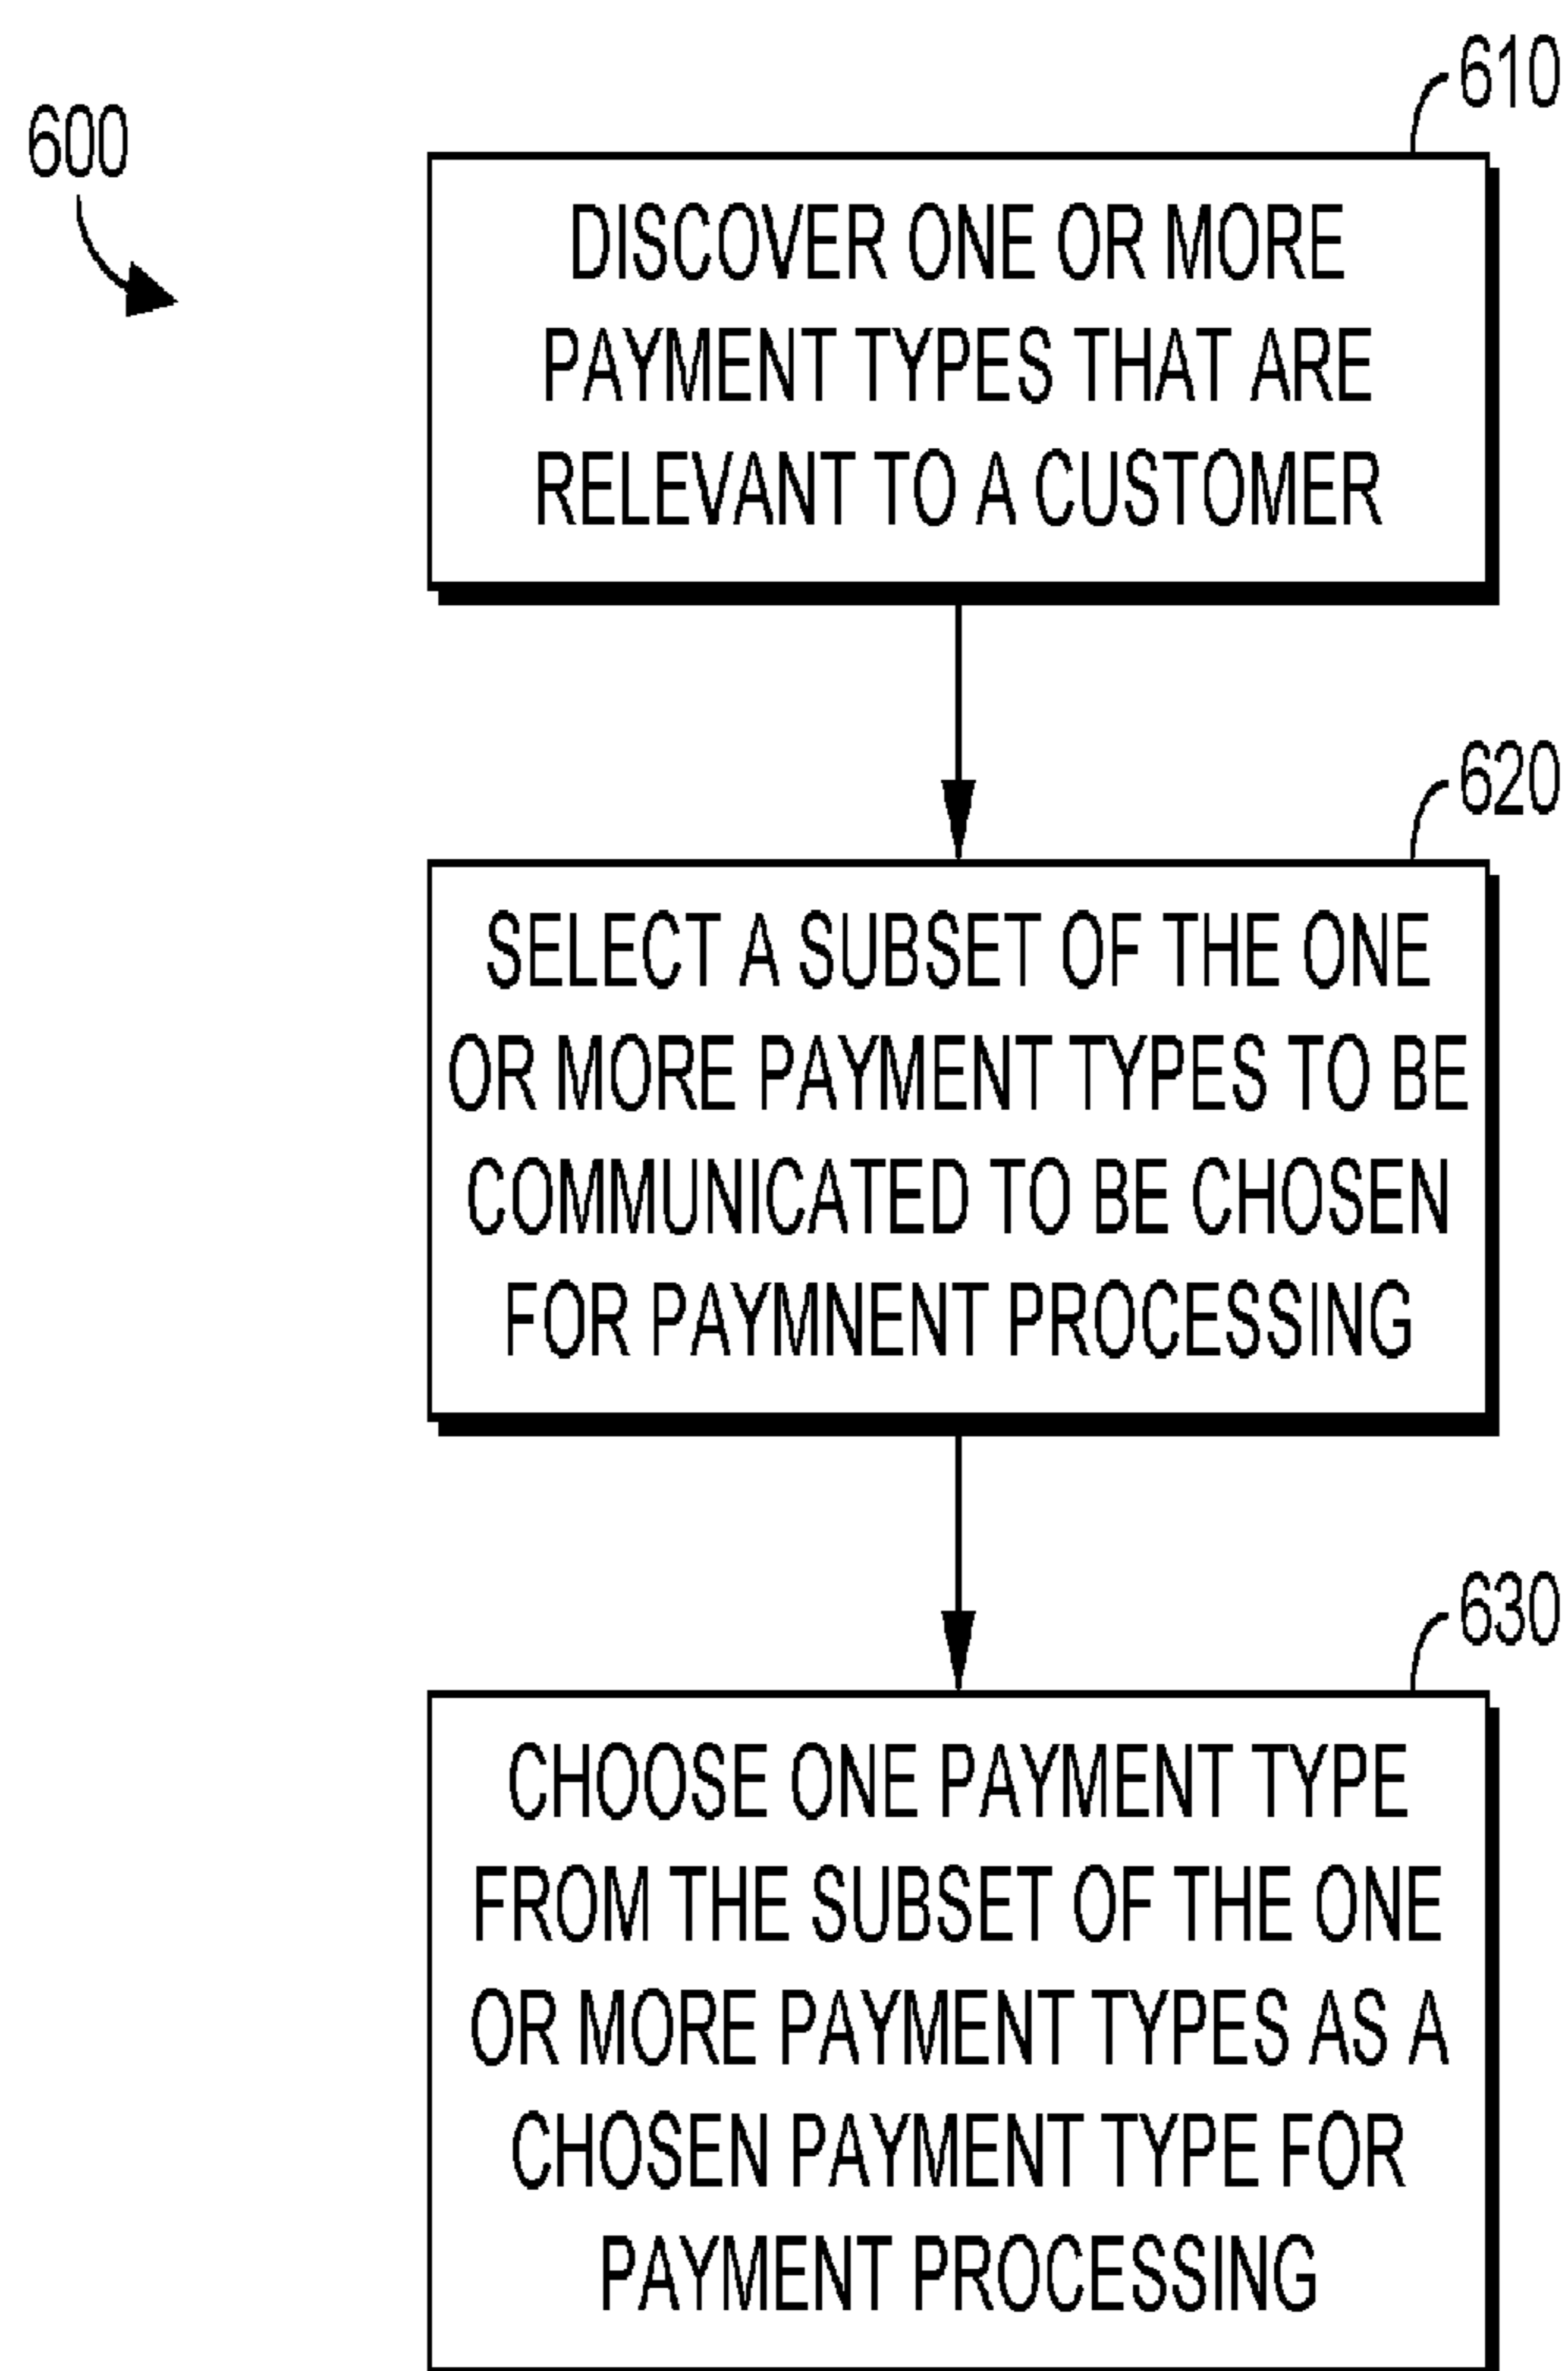 600
610
DISCOVER ONE OR MORE
PAYMENT TYPES THAT ARE
RELEVANT TO A CUSTOMER
620
SELECT A SUBSET OF THE ONE
OR MORE PAYMENT TYPES TO BE
COMMUNICATED TO BE CHOSEN
FOR PAYMNENT PROCESSING
630
CHOOSE ONE PAYMENT TYPE
FROM THE SUBSET OF THE ONE
OR MORE PAYMENT TYPES AS A
CHOSEN PAYMENT TYPE FOR
PAYMENT PROCESSING